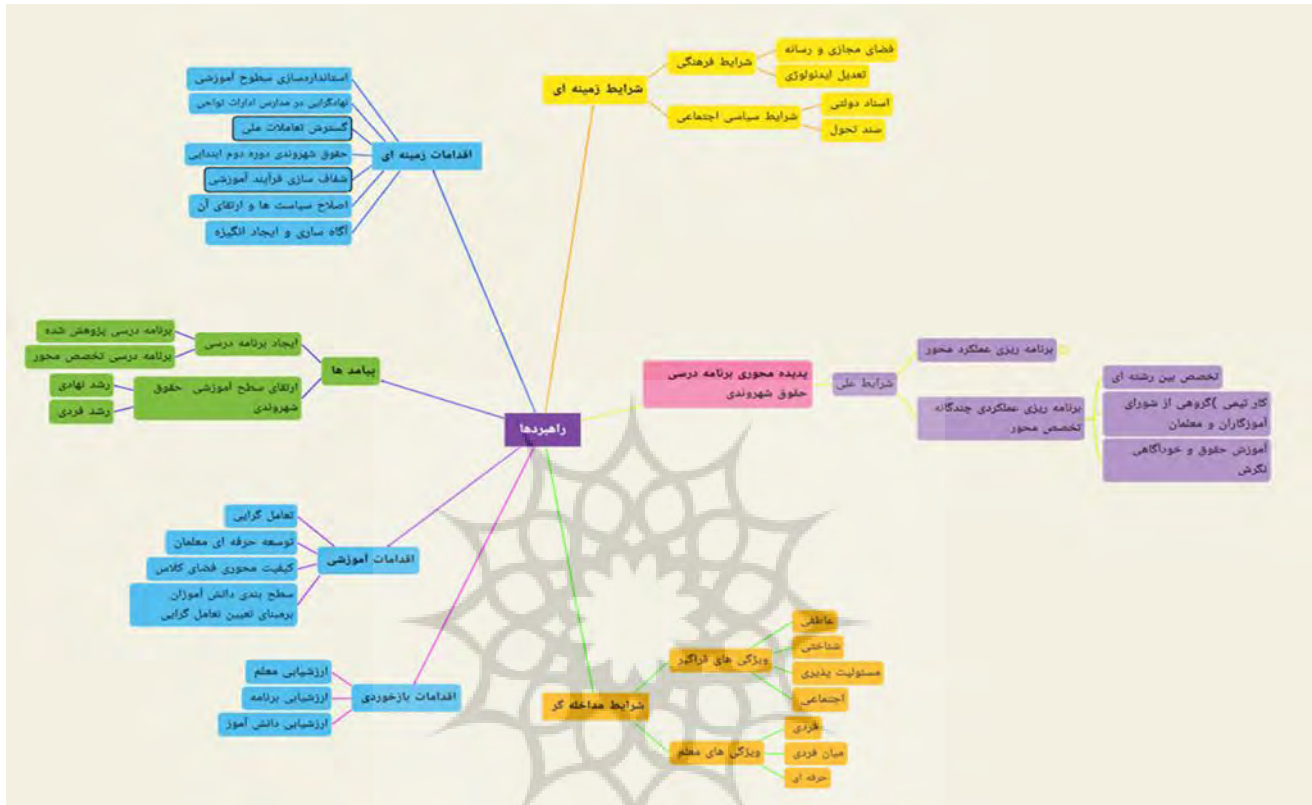 شرایط زمینه ای
شرایط فرهنگی
فضای مجازی و رسانه
تعدیل ایدئولوژی
شرایط سیاسی اجتماعی
اسناد دولتی
سند تحول
اقدامات زمینه ای
استانداردسازی سطوح آموزشی
نهادگرایی در مدارس ادارات نواحی
گسترش تعاملات ملی
حقوق شهروندی دوره دوم ابتدایی
شفاف سازی فرآیند آموزشی
اصلاح سیاست ها و ارتقای آن
آگاه سازی و ایجاد انگیزه
پیامد ها
ایجاد برنامه درسی
برنامه درسی پژوهش شده
برنامه درسی تخصص محور
ارتقای سطح آموزشی حقوق
شهروندی
رشد نهادی
رشد فردی
راهبردها
پدیده محوری برنامه درسی
حقوق شهروندی
شرایط علی
برنامه ریزی عملکرد محور
برنامه ریزی عملکردی چندگانه
تخصص محور
تخصص بین رشته ای
کار تیمی )گروهی از شورای
آموزگاران و معلمان
آموزش حقوق و خودآگاهی
نگرش
اقدامات آموزشی
تعامل گرایی
توسعه حرفه ای معلمان
کیفیت محوری فضای کلاس
سطح بندی دانش آموزان
برمبنای تعیین تعامل گرایی
اقدامات بازخوردی
ارزشیابی معلم
ارزشیابی برنامه
ارزشیابی دانش آموز
شرایط مداخله گر
ویژگی های فراگیر
عاطفی
شناختی
مسئولیت پذیری
اجتماعی
ویژگی های معلم
فردی
میان فردی
حرفه ای